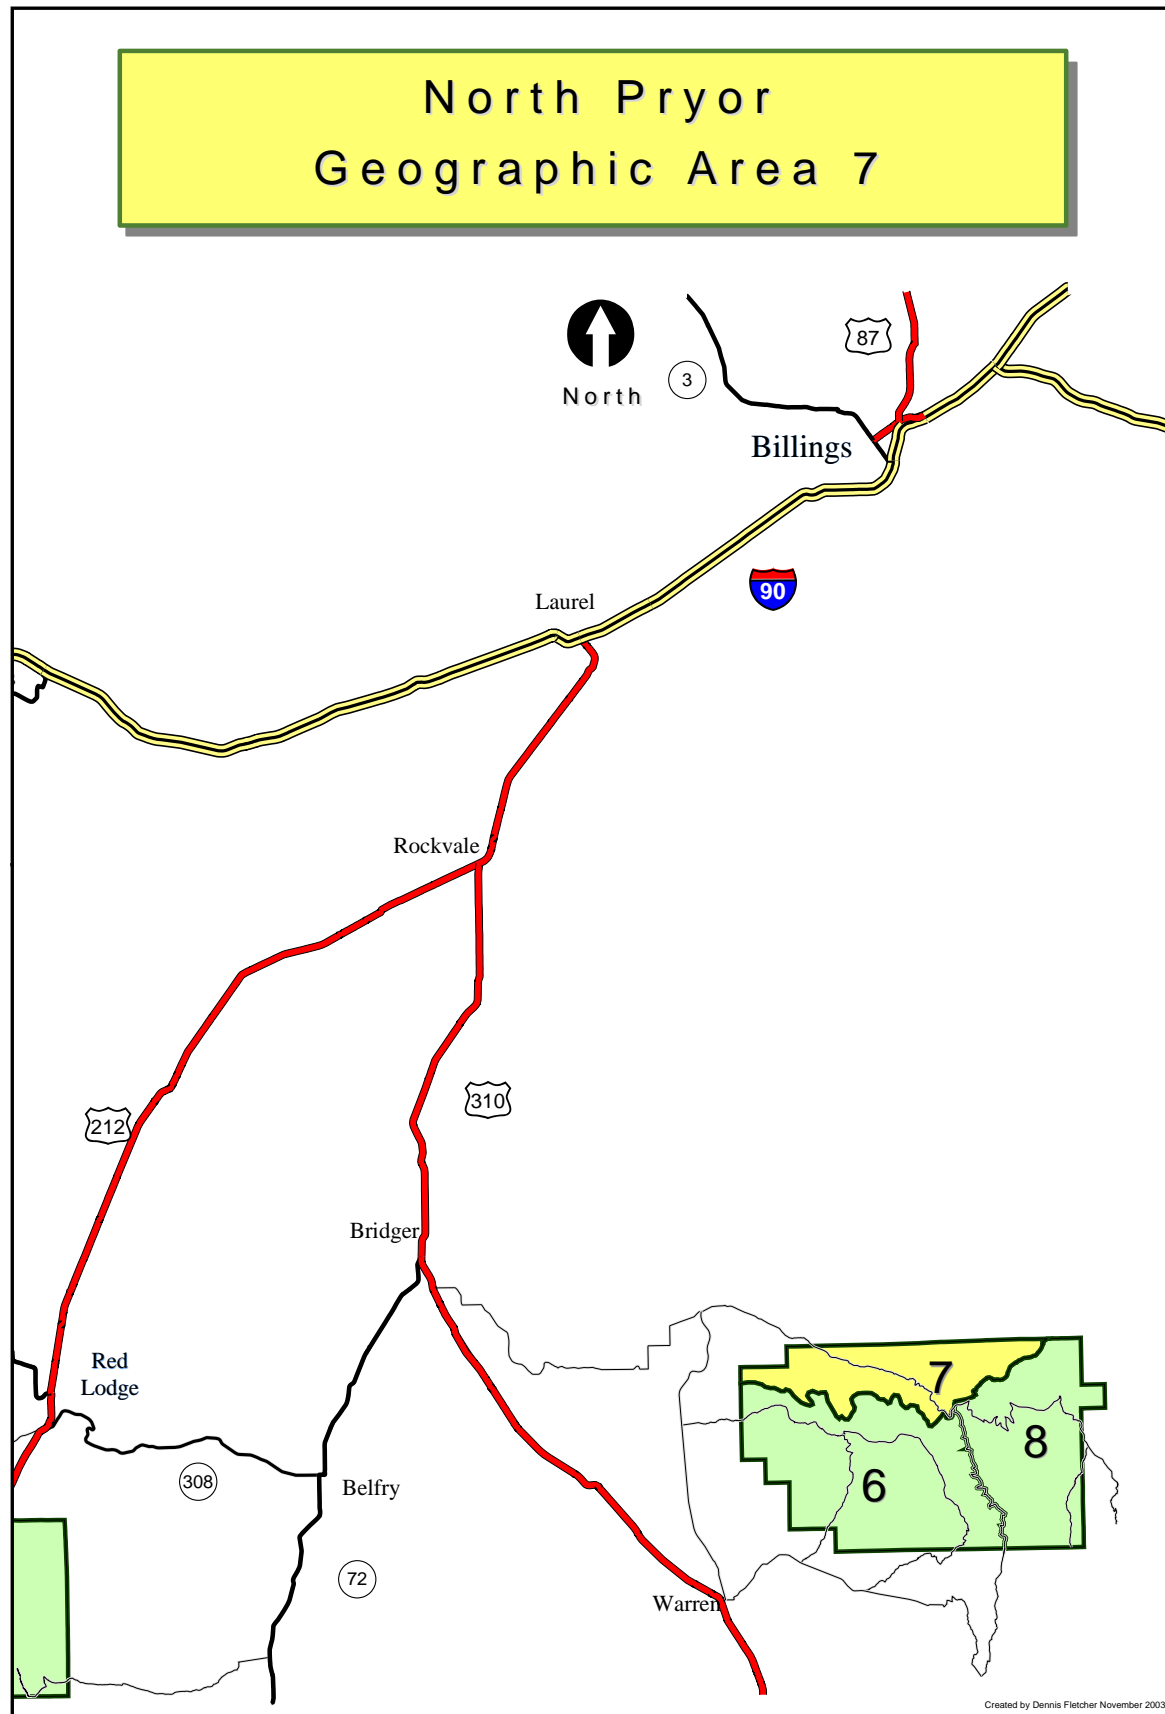 North Pryor
Geographic Area 7
87
North
3
Billings
90
Laurel
Rockvale
310
212
Bridger
Red
Lodge
7
8
308
Belfry
6
72
Warren
Created by Dennis Fletcher November 2003